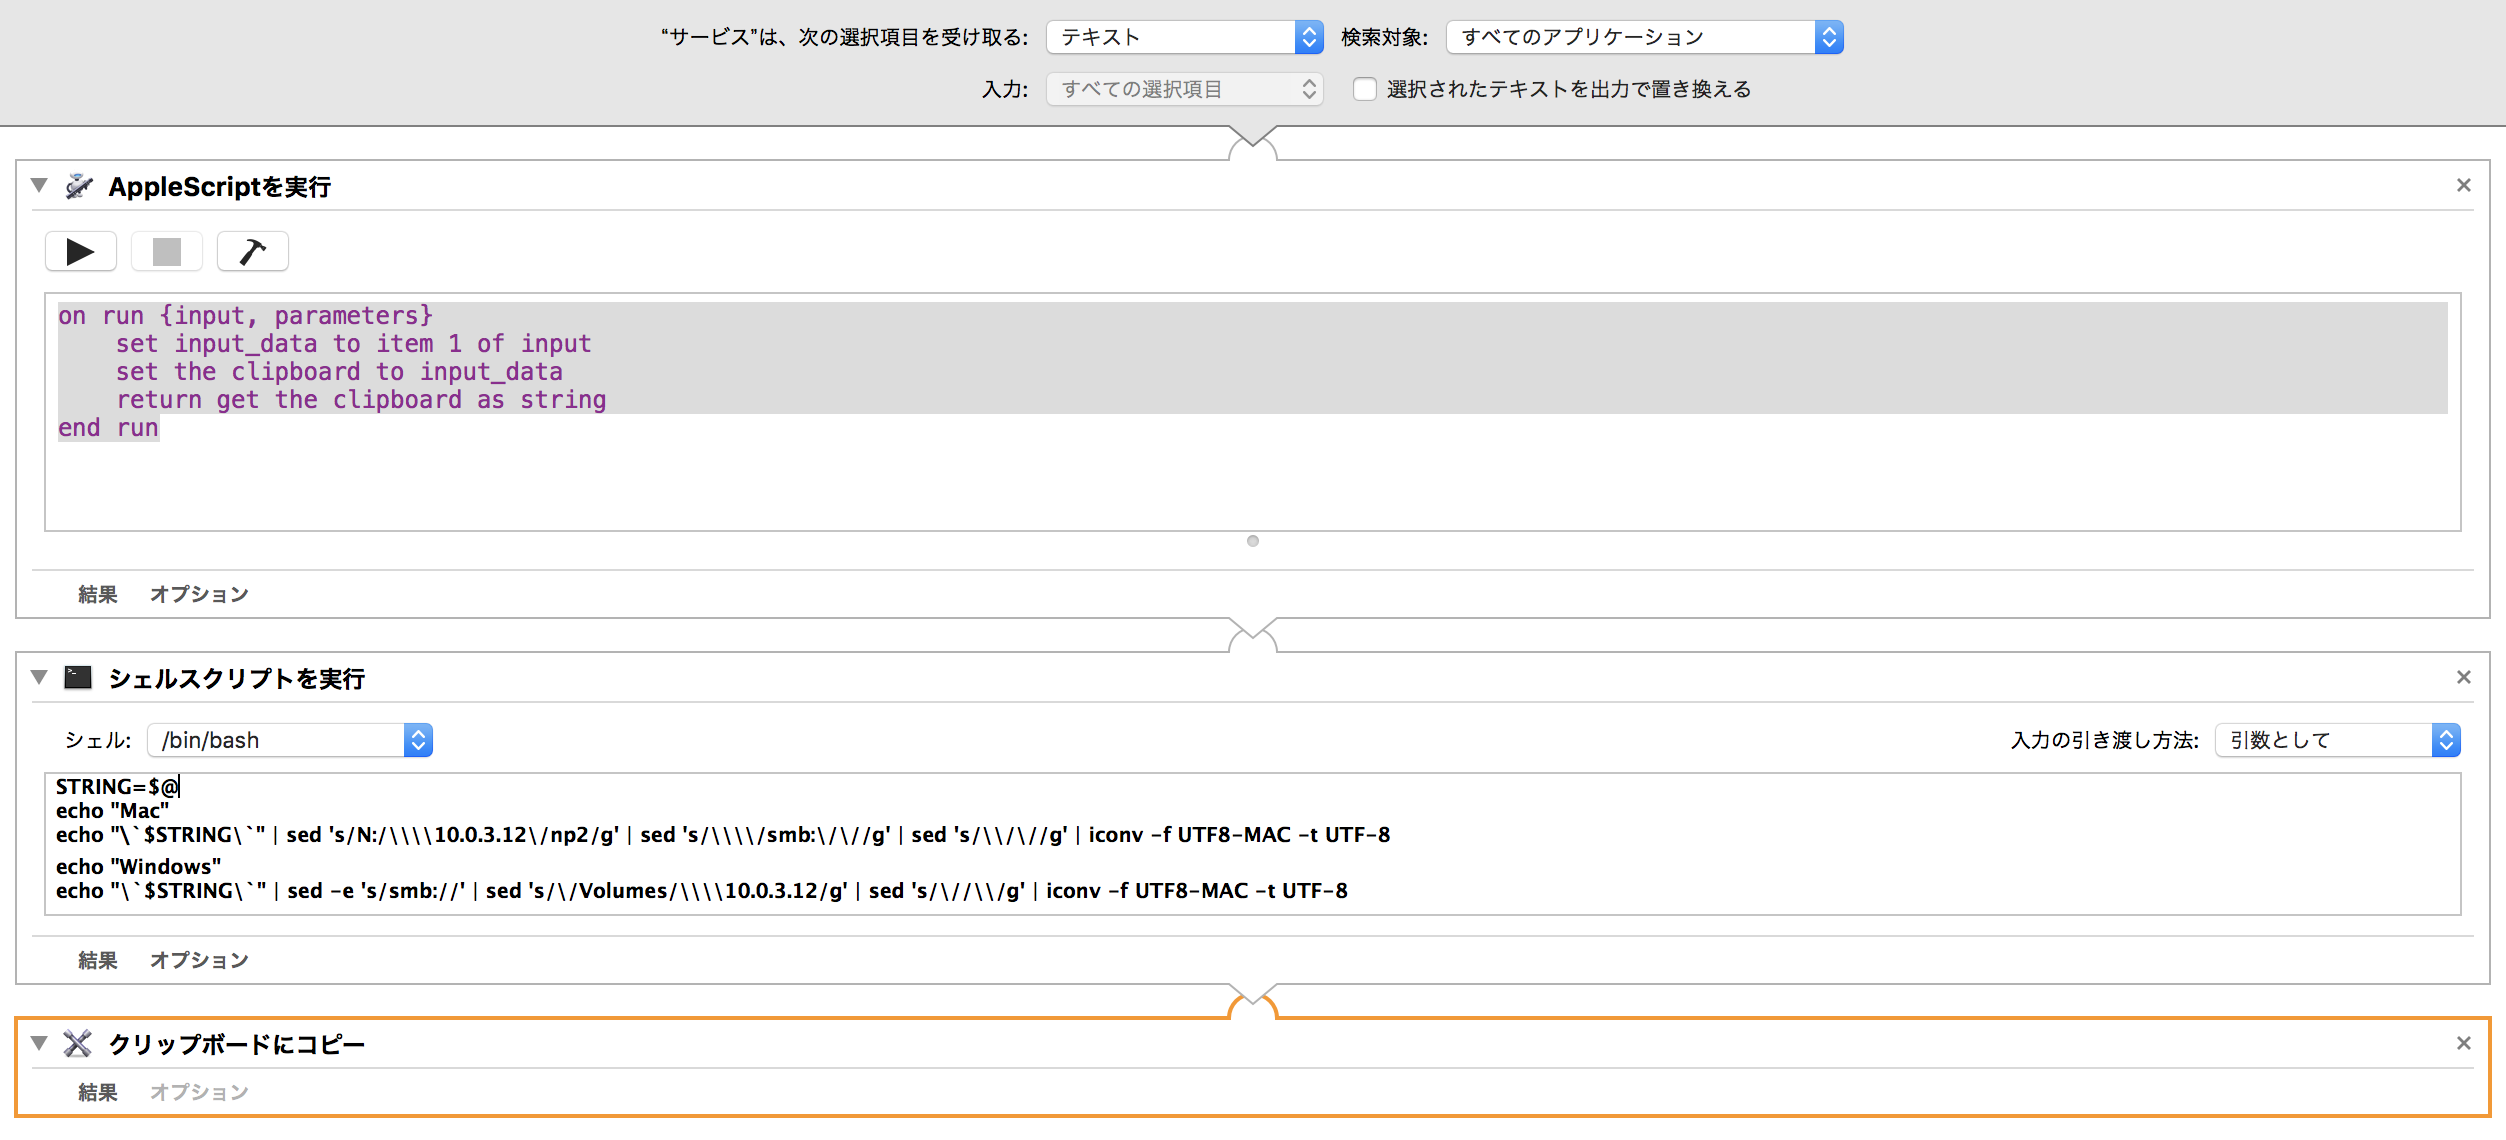 “サービス”は、次の選択項目を受け取る: テキスト 検索対象: すべてのアプリケーション
入力: すべての選択項目 選択されたテキストを出力で置き換える
AppleScriptを実行
on run {input, parameters}
    set input_data to item 1 of input
    set the clipboard to input_data
    return get the clipboard as string
end run
結果 オプション
シェルスクリプトを実行
シェル: /bin/bash 入力の引き渡し方法: 引数として
STRING=$@
echo "Mac"
echo "\`$STRING\`" | sed 's/N:/\\\\10.0.3.12\/np2/g' | sed 's/\\\\/smb:\/\//g' | sed 's/\\/\//g' | iconv -f UTF8-MAC -t UTF-8
echo "Windows"
echo "\`$STRING\`" | sed -e 's/smb://' | sed 's/\/Volumes/\\\\10.0.3.12/g' | sed 's/\//\\/g' | iconv -f UTF8-MAC -t UTF-8
結果 オプション
クリップボードにコピー
結果 オプション